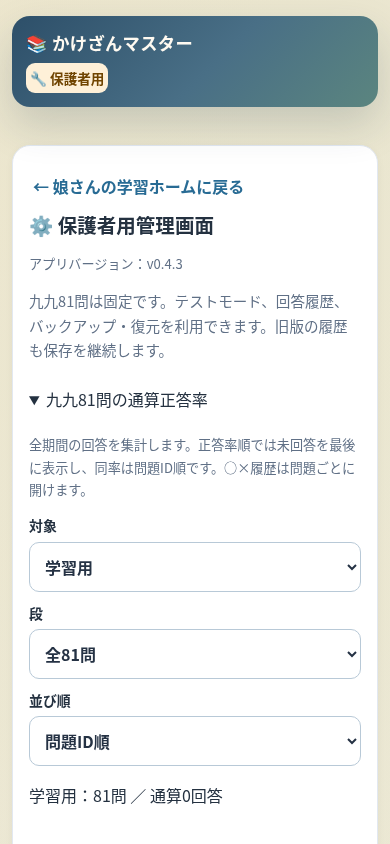 📚 かけざんマスター
🔧 保護者用
← 娘さんの学習ホームに戻る
⚙️ 保護者用管理画面
アプリバージョン：v0.4.3
九九81問は固定です。テストモード、回答履歴、
バックアップ・復元を利用できます。旧版の履歴
も保存を継続します。
▼ 九九81問の通算正答率
全期間の回答を集計します。正答率順では未回答を最後
に表示し、同率は問題ID順です。○×履歴は問題ごとに
開けます。
対象
学習用
段
全81問
並び順
問題ID順
学習用：81問 ／ 通算0回答